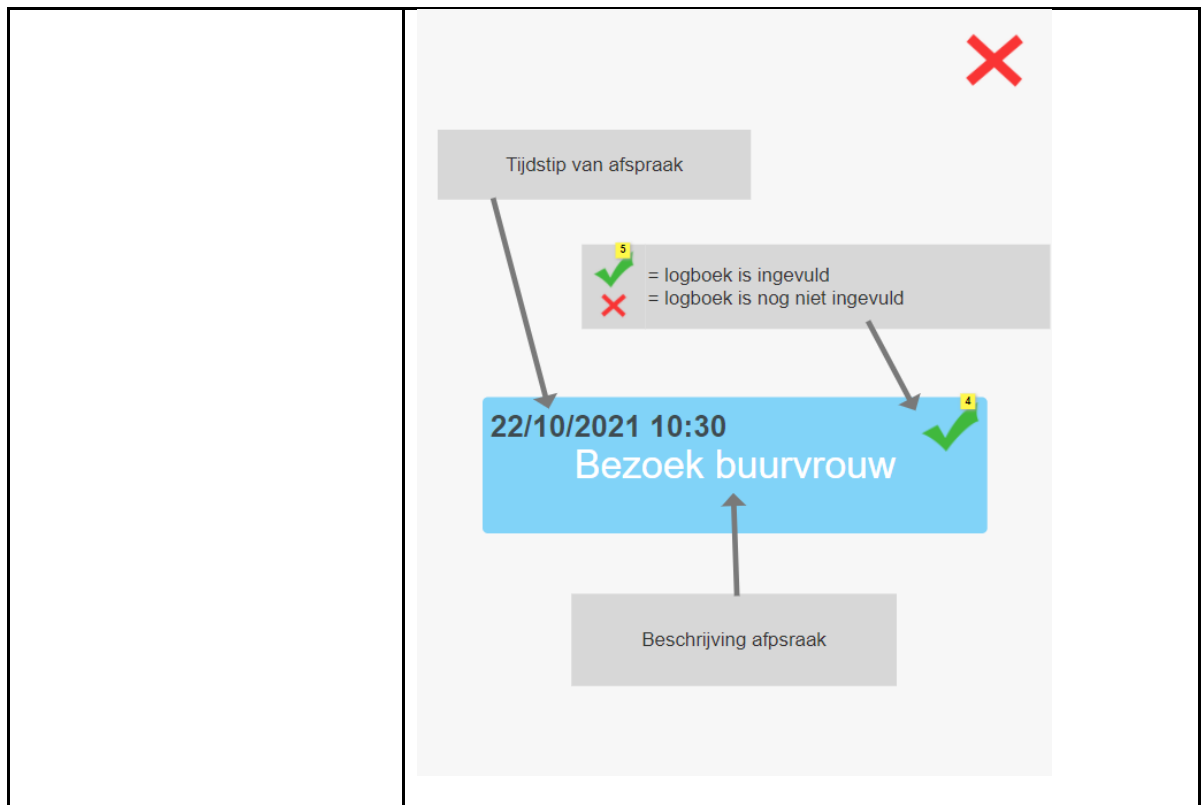 Tijdstip van afspraak
5
= logboek is ingevuld
= logboek is nog niet ingevuld
4
22/10/2021 10:30
Bezoek buurvrouw
Beschrijving afpsraak